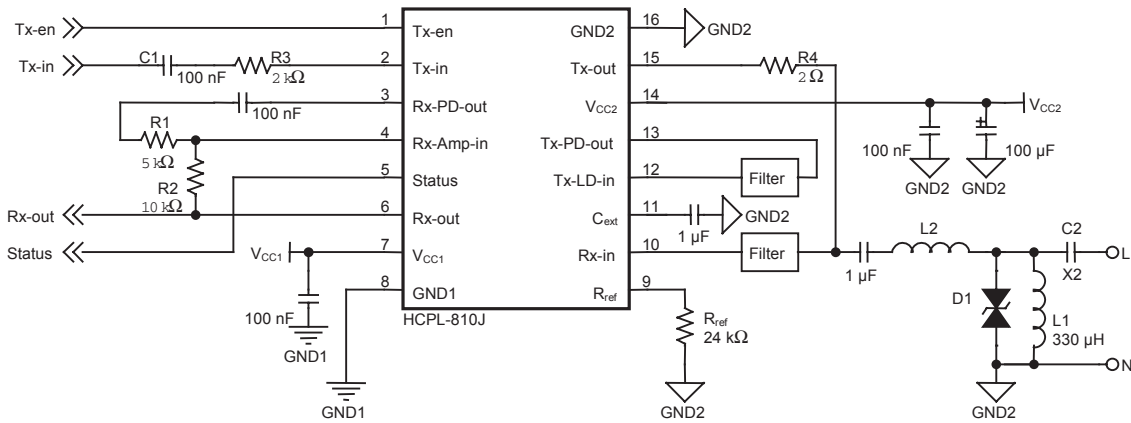 Tx-en
Tx-in
C1
100 nF
R3
2 kΩ
100 nF
R1
5 kΩ
R2
10 kΩ
Rx-out
Status
VCC1
100 nF
GND1
GND1
1
2
3
4
5
6
7
8
Tx-en
Tx-in
Rx-PD-out
Rx-Amp-in
Status
Rx-out
VCC1
GND1
HCPL-810J
GND2
Tx-out
VCC2
Tx-PD-out
Tx-LD-in
Cext
Rx-in
Rref
16
15
14
13
12
11
10
9
GND2
R4
2 Ω
VCC2
100 nF
100 µF
+
GND2
GND2
Filter
1 µF
GND2
Filter
Rref
24 kΩ
GND2
1 µF
L2
C2
X2
L
D1
L1
330 µH
N
GND2